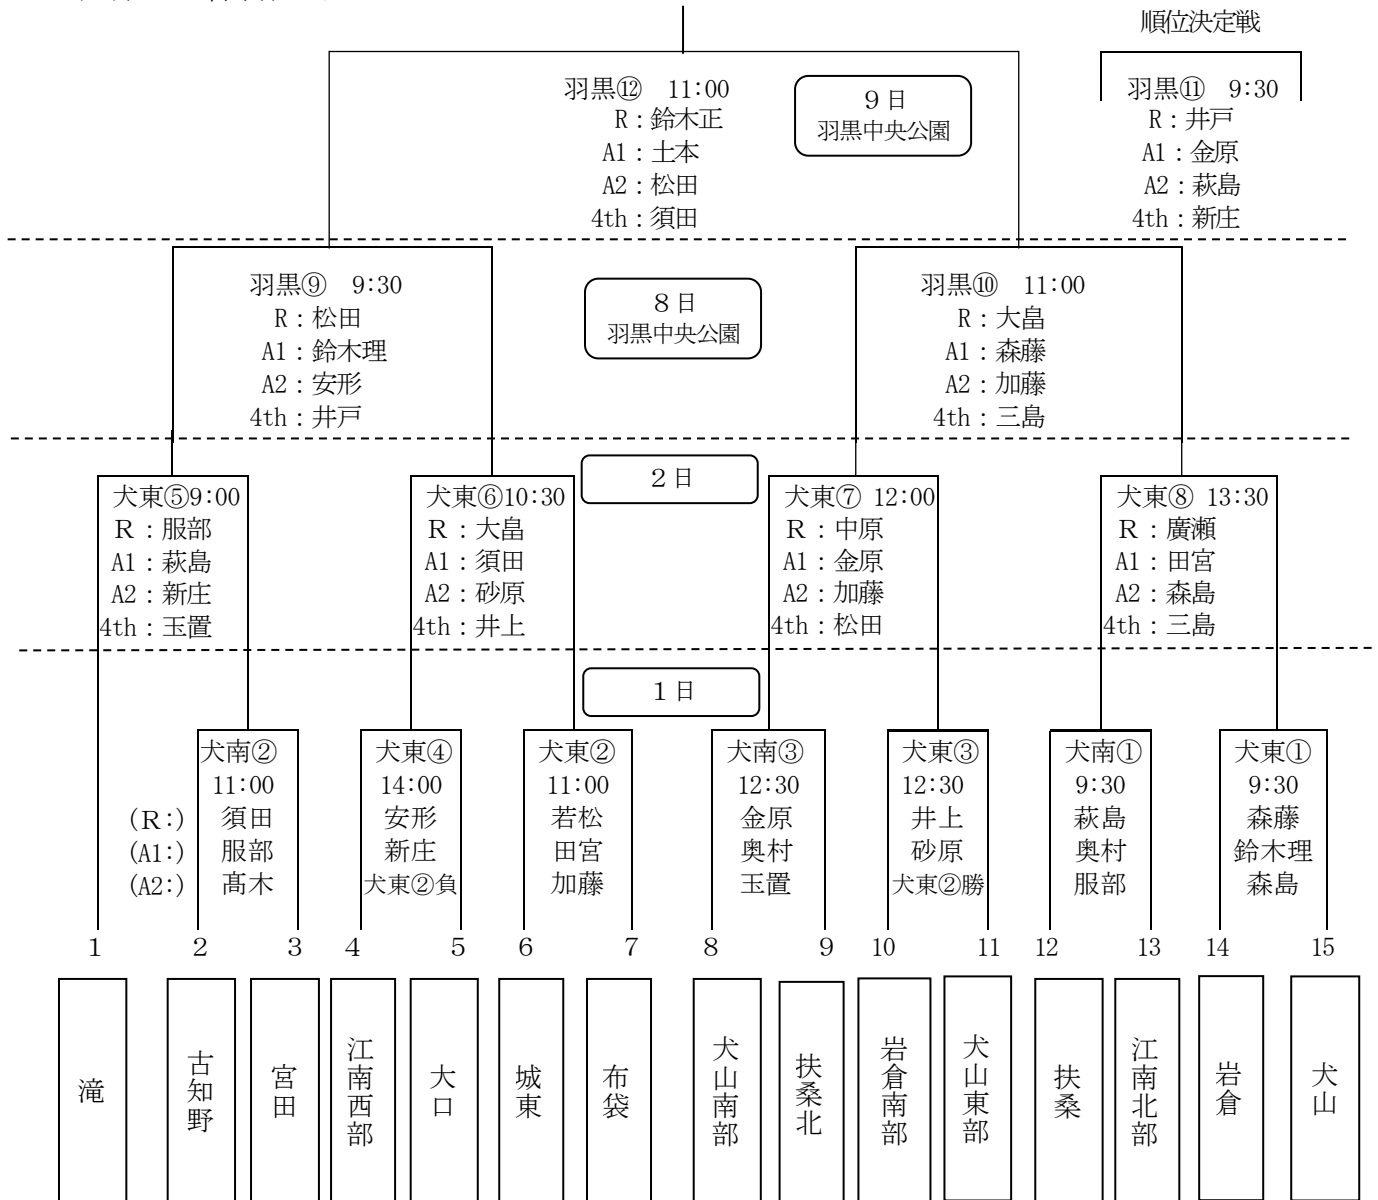 順位決定戦
羽黒⑫ 11:00
R：鈴木正
A1：土本
A2：松田
4th：須田
9日
羽黒中央公園
羽黒⑪ 9:30
R：井戸
A1：金原
A2：萩島
4th：新庄
羽黒⑨ 9:30
R：松田
A1：鈴木理
A2：安形
4th：井戸
8日
羽黒中央公園
羽黒⑩ 11:00
R：大畠
A1：森藤
A2：加藤
4th：三島
2日
犬東⑤9:00
R：服部
A1：萩島
A2：新庄
4th：玉置
犬東⑥10:30
R：大畠
A1：須田
A2：砂原
4th：井上
犬東⑦ 12:00
R：中原
A1：金原
A2：加藤
4th：松田
犬東⑧ 13:30
R：廣瀬
A1：田宮
A2：森島
4th：三島
1日
(R:)
(A1:)
(A2:)
犬南②
11:00
須田
服部
髙木
犬東④
14:00
安形
新庄
犬東②負
犬東②
11:00
若松
田宮
加藤
犬南③
12:30
金原
奥村
玉置
犬東③
12:30
井上
砂原
犬東②勝
犬南①
9:30
萩島
奥村
服部
犬東①
9:30
森藤
鈴木理
森島
1 2 3 4 5 6 7 8 9 10 11 12 13 14 15
滝
古知野
宮田
江南西部
大口
城東
布袋
犬山南部
扶桑北
岩倉南部
犬山東部
扶桑
江南北部
岩倉
犬山